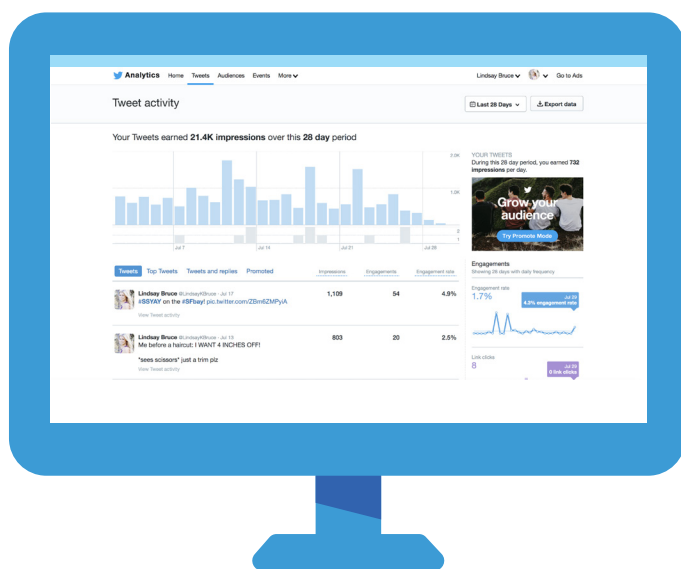 Analytics Home Tweets Audiences Events More Lindsay Bruce Go to Ads
Tweet activity
Last 28 Days Export data
Your Tweets earned 21.4K impressions over this 28 day period
2.0K
1.0K
2
1
Jul 7 Jul 14 Jul 21 Jul 28
YOUR TWEETS
During this 28 day period, you earned 732
impressions per day.
Grow your
audience
Try Promote Mode
Tweets Top Tweets Tweets and replies Promoted Impressions Engagements Engagement rate
Lindsay Bruce @LindsayKBruce · Jul 17 1,109 54 4.9%
#SSYAY on the #SFbay! pic.twitter.com/ZBm6ZMPyiA
View Tweet activity
Lindsay Bruce @LindsayKBruce · Jul 13 803 20 2.5%
Me before a haircut: I WANT 4 INCHES OFF!
*sees scissors* just a trim plz
View Tweet activity
Engagements
Showing 28 days with daily frequency
Engagement rate
1.7%
Jul 29
4.3% engagement rate
Link clicks
8
Jul 29
0 link clicks